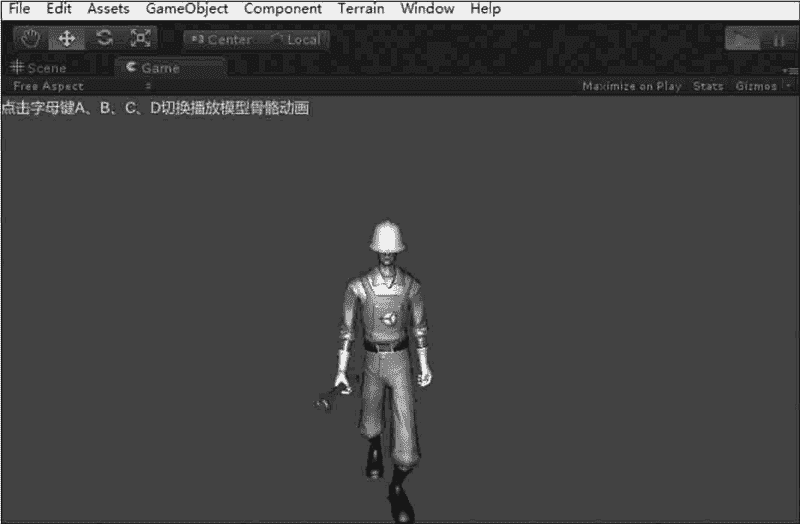 File Edit Assets GameObject Component Terrain Window Help
Center Local
Scene Game
Free Aspect Maximize on Play Stats Gizmos
点击字母键A、B、C、D切换播放模型骨骼动画